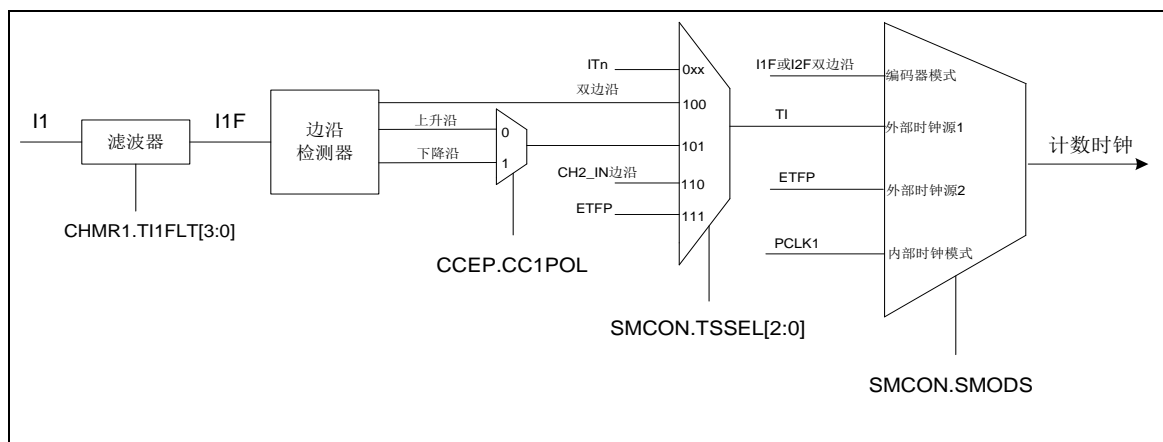 I1
滤波器
I1F
CHMR1.TI1FLT[3:0]
边沿
检测器
双边沿
上升沿
下降沿
0
1
CCEP.CC1POL
ITn
CH2_IN边沿
ETFP
0xx
100
101
110
111
SMCON.TSSEL[2:0]
I1F或I2F双边沿
TI
ETFP
PCLK1
编码器模式
外部时钟源1
外部时钟源2
内部时钟模式
SMCON.SMODS
计数时钟